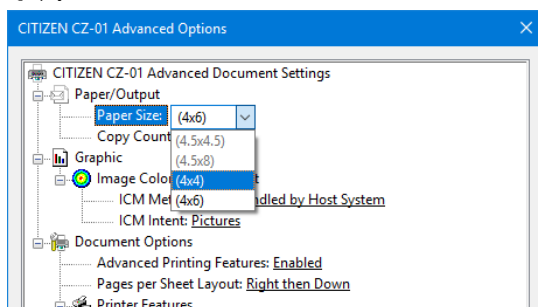 CITIZEN CZ-01 Advanced Options
CITIZEN CZ-01 Advanced Document Settings
Paper/Output
Paper Size: (4x6)
Copy Count
(4.5x4.5)
Graphic
(4.5x8)
Image Colo
(4x4)
t
ICM Met
(4x6)
ndled by Host System
ICM Intent: Pictures
Document Options
Advanced Printing Features: Enabled
Pages per Sheet Layout: Right then Down
Printer Features